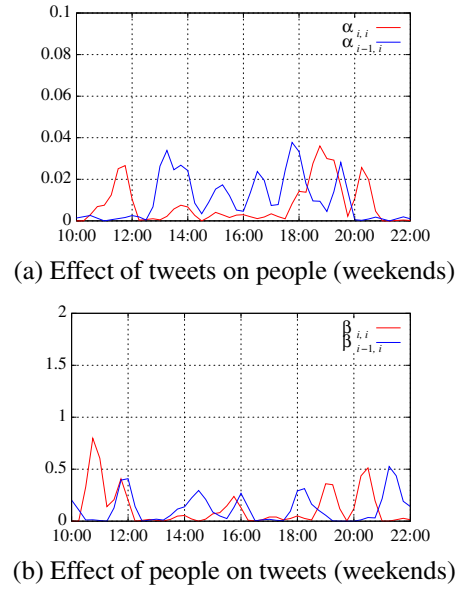 0.1
α i, i
α i−1, i
0.08
0.06
0.04
0.02
0
10:00 12:00 14:00 16:00 18:00 20:00 22:00
(a) Effect of tweets on people (weekends)
2
β i, i
β i−1, i
1.5
1
0.5
0
10:00 12:00 14:00 16:00 18:00 20:00 22:00
(b) Effect of people on tweets (weekends)